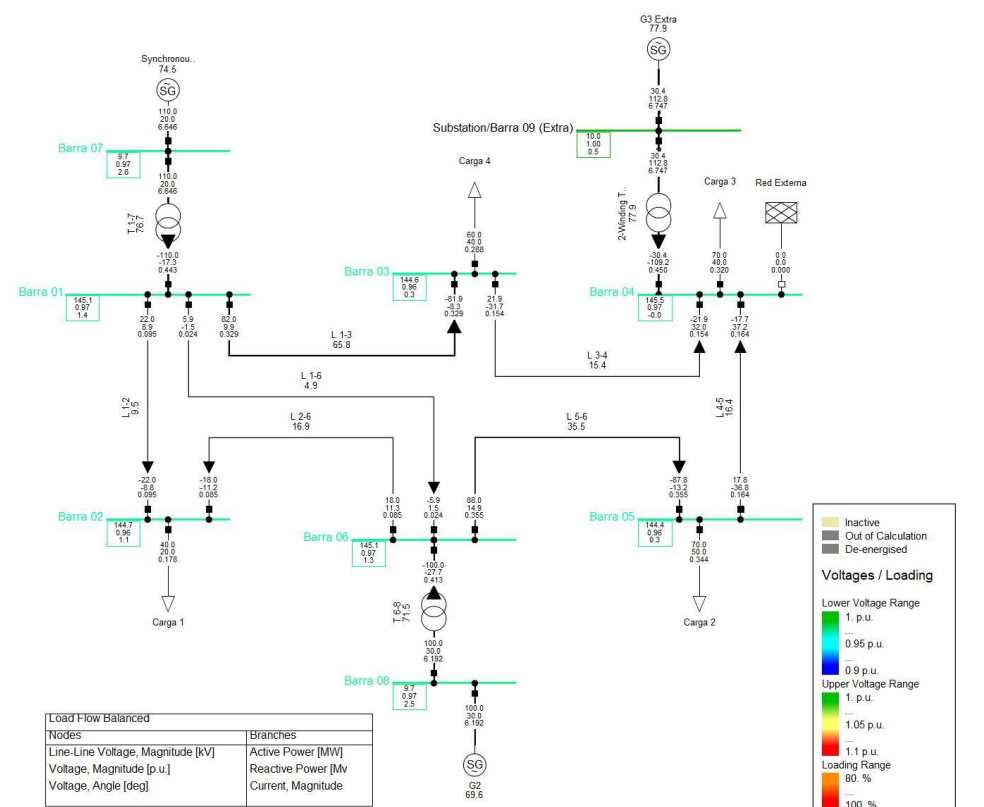 G3 Extra
77.9
SG
Synchronou..
74.5
SG
110.0
20.0
6.646
Barra 07
9.7
0.97
2.8
110.0
20.0
6.646
T 1-7
76.7
-110.0
-17.3
0.443
Barra 01
145.1
0.97
1.4
22.0
8.9
0.095
5.9
-1.5
0.024
82.0
9.9
0.329
30.4
112.8
6.747
Substation/Barra 09 (Extra)
10.0
1.00
0.5
30.4
112.8
6.747
2-Winding T..
77.9
-30.4
-109.2
0.450
Carga 4
60.0
40.0
0.288
Barra 03
144.6
0.96
0.3
-81.9
-8.3
0.329
21.9
-31.7
0.154
Carga 3
70.0
40.0
0.320
Red Externa
0.0
0.0
0.000
Barra 04
145.5
0.97
-0.0
-21.9
32.0
0.154
-17.7
37.2
0.164
L 1-3
65.8
L 3-4
15.4
L 1-6
4.9
L 1-2
9.5
L 2-6
16.9
L 5-6
35.5
L 4-5
16.4
-22.0
-8.8
0.095
-18.0
-11.2
0.085
Barra 02
144.7
0.96
1.1
40.0
20.0
0.178
Carga 1
18.0
11.3
0.085
-5.9
1.5
0.024
88.0
14.9
0.355
Barra 06
145.1
0.97
1.3
-100.0
-27.7
0.413
T 6-8
71.5
100.0
30.0
6.192
Barra 08
9.7
0.97
2.5
100.0
30.0
6.192
SG
G2
69.6
-87.8
-13.2
0.355
17.8
-36.8
0.164
Barra 05
144.4
0.96
0.3
70.0
50.0
0.344
Carga 2
Load Flow Balanced
Nodes Branches
Line-Line Voltage, Magnitude [kV] Active Power [MW]
Voltage, Magnitude [p.u.] Reactive Power [Mv
Voltage, Angle [deg] Current, Magnitude
Inactive
Out of Calculation
De-energised
Voltages / Loading
Lower Voltage Range
1. p.u.
...
0.95 p.u.
...
0.9 p.u.
Upper Voltage Range
1. p.u.
...
1.05 p.u.
...
1.1 p.u.
Loading Range
80. %
...
100. %